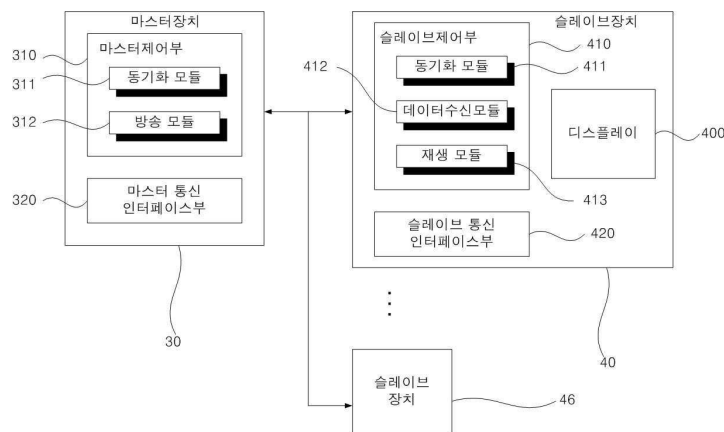 마스터장치
310
마스터제어부
311
동기화 모듈
312
방송 모듈
320
마스터 통신
인터페이스부
30
슬레이브장치
슬레이브제어부
410
412
동기화 모듈
411
데이터수신모듈
재생 모듈
413
디스플레이
400
슬레이브 통신
인터페이스부
420
40
슬레이브
장치
46